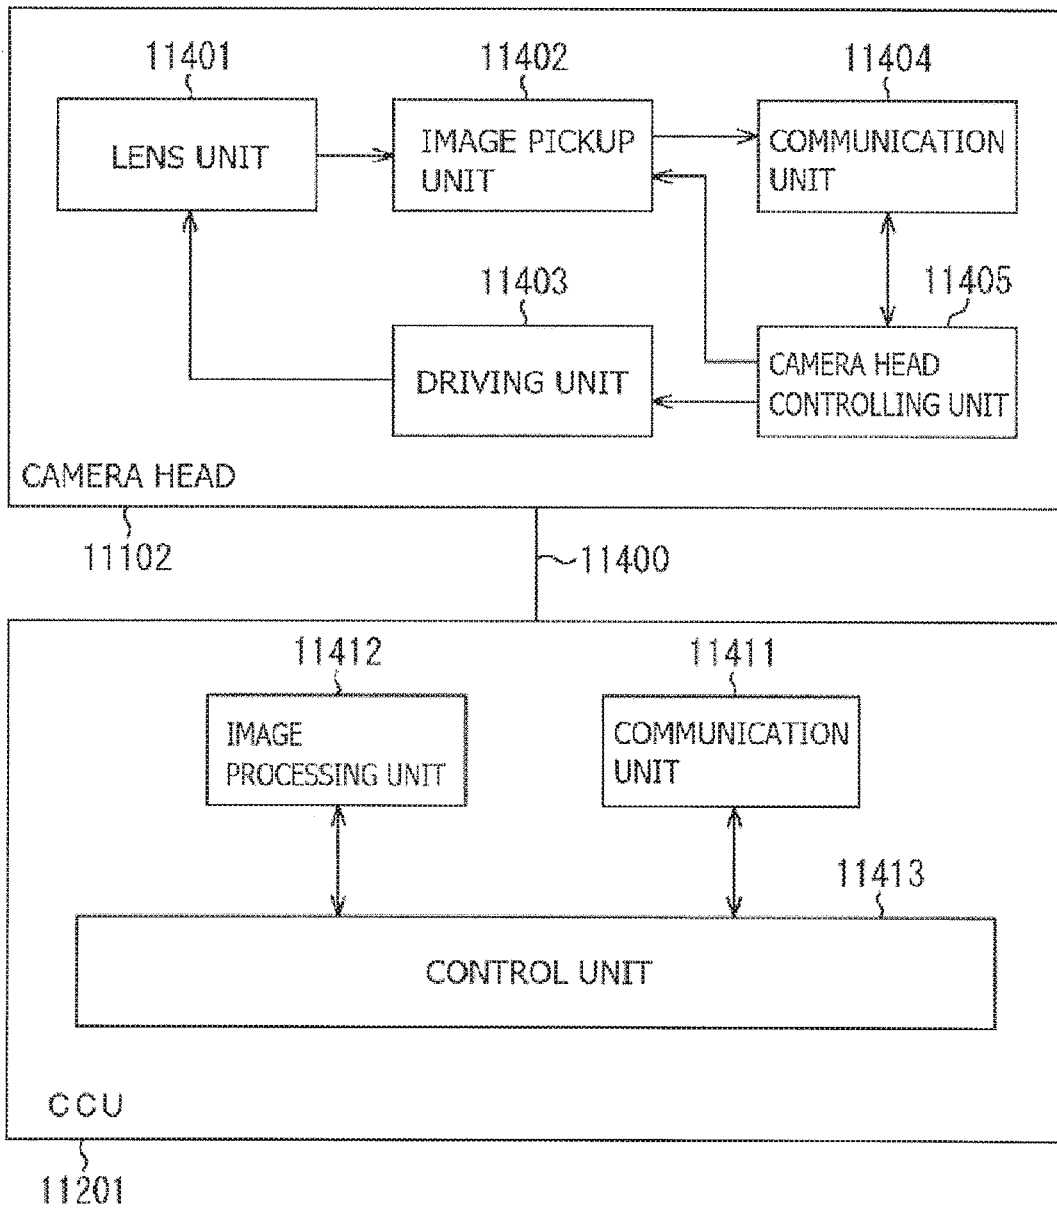 11401
11402
11404
LENS UNIT
IMAGE PICKUP
UNIT
COMMUNICATION
UNIT
11403
11405
DRIVING UNIT
CAMERA HEAD
CONTROLLING UNIT
CAMERA HEAD
11102
11400
11412
11411
IMAGE
PROCESSING UNIT
COMMUNICATION
UNIT
11413
CONTROL UNIT
CCU
11201